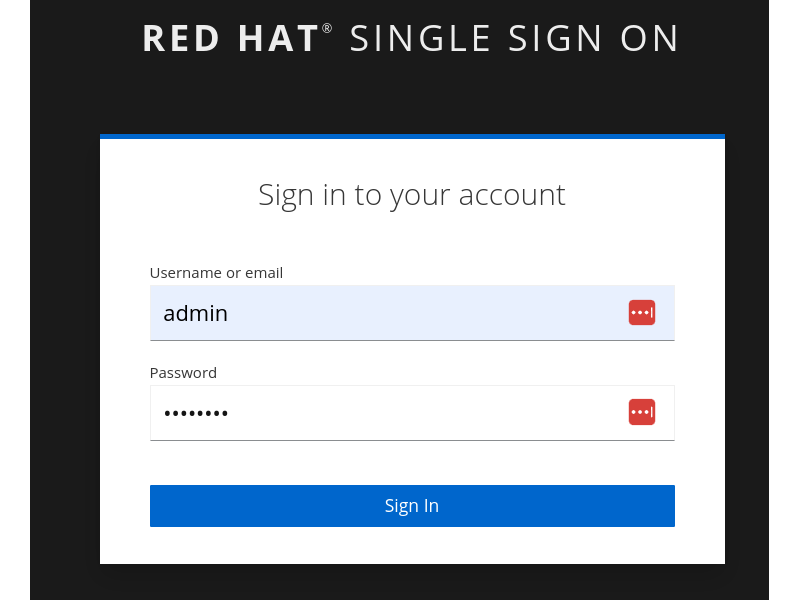 RED HAT® SINGLE SIGN ON
Sign in to your account
Username or email
admin
Password
••••••••
Sign In